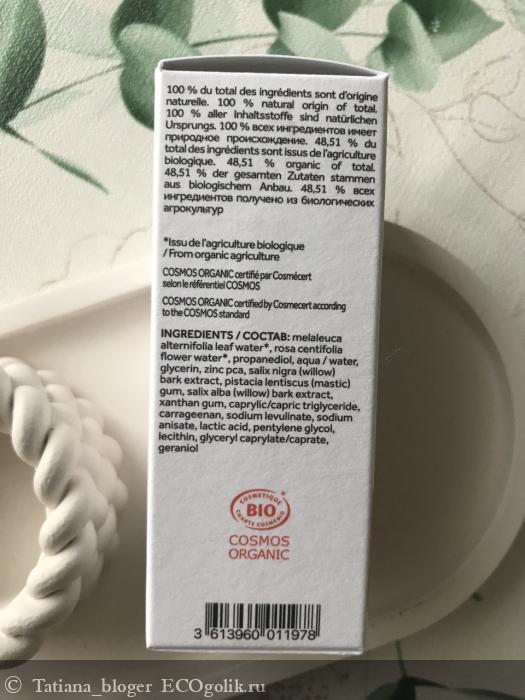 100 % du total des ingrédients sont d'origine
naturelle. 100 % natural origin of total.
100 % aller Inhaltsstoffe sind natürlichen
Ursprungs. 100 % всех ингредиентов имеет
природное происхождение. 48,51 % du
total des ingrédients sont issus de l'agriculture
biologique. 48,51 % organic of total.
48,51 % der gesamten Zutaten stammen
aus biologischem Anbau. 48,51 % всех
ингредиентов получено из биологических
агрокультур
*Issu de l'agriculture biologique
/ From organic agriculture
COSMOS ORGANIC certifié par Cosmécert
selon le référentiel COSMOS
COSMOS ORGANIC certified by Cosmecert according
to the COSMOS standard
INGREDIENTS / СОСТАВ: melaleuca
alternifolia leaf water*, rosa centifolia
flower water*, propanediol, aqua / water,
glycerin, zinc pca, salix nigra (willow)
bark extract, pistacia lentiscus (mastic)
gum, salix alba (willow) bark extract,
xanthan gum, caprylic/capric triglyceride,
carrageenan, sodium levulinate, sodium
anisate, lactic acid, pentylene glycol,
lecithin, glyceryl caprylate/caprate,
geraniol
COSMETIQUE
BIO
CHARTE COSMEBIO
COSMOS
ORGANIC
3 613960 011978
© Tatiana_bloger ECOgolik.ru